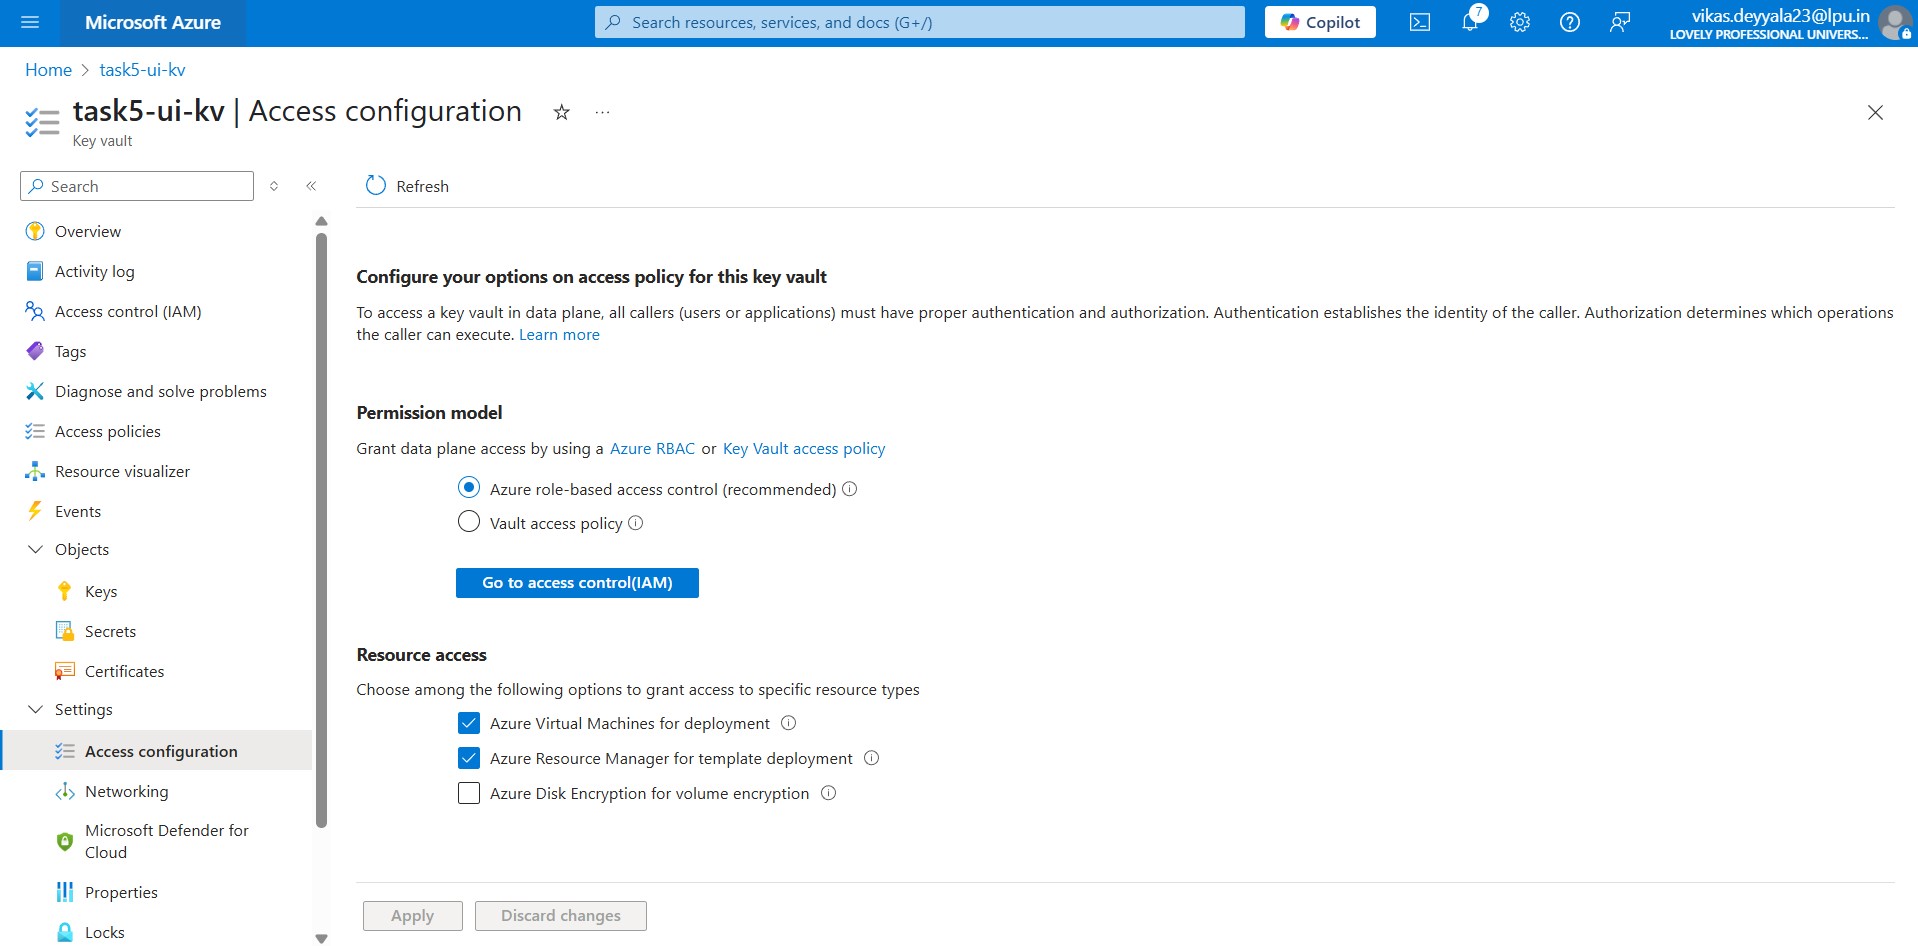 Microsoft Azure
Search resources, services, and docs (G+/)
Copilot
7
vikas.deyyala23@lpu.in
LOVELY PROFESSIONAL UNIVERS...
Home > task5-ui-kv
task5-ui-kv | Access configuration
Key vault
Search
Refresh
Overview
Activity log
Access control (IAM)
Tags
Diagnose and solve problems
Access policies
Resource visualizer
Events
Objects
Keys
Secrets
Certificates
Settings
Access configuration
Networking
Microsoft Defender for
Cloud
Properties
Locks
Configure your options on access policy for this key vault
To access a key vault in data plane, all callers (users or applications) must have proper authentication and authorization. Authentication establishes the identity of the caller. Authorization determines which operations
the caller can execute. Learn more
Permission model
Grant data plane access by using a Azure RBAC or Key Vault access policy
Azure role-based access control (recommended)
Vault access policy
Go to access control(IAM)
Resource access
Choose among the following options to grant access to specific resource types
Azure Virtual Machines for deployment
Azure Resource Manager for template deployment
Azure Disk Encryption for volume encryption
Apply
Discard changes